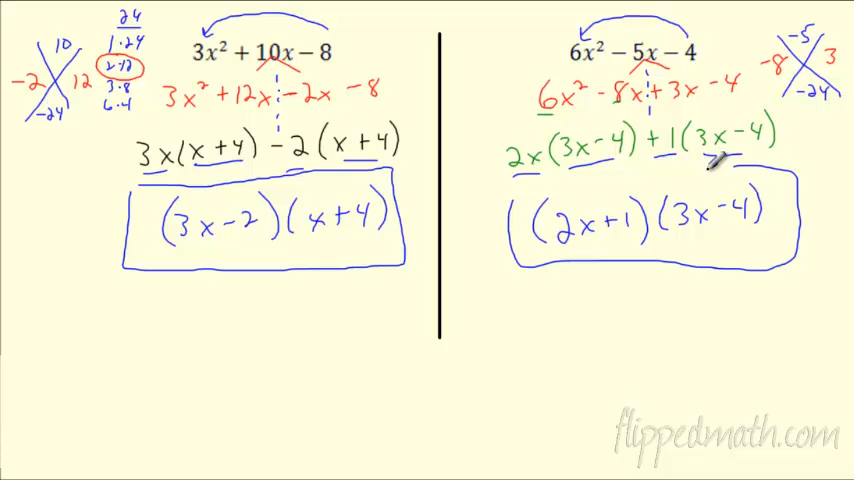 24
1·24
2·12
3·8
6·4
10
-2 12
-24
3x² + 10x − 8
3x² + 12x − 2x − 8
3x(x+4) − 2(x+4)
(3x−2)(x+4)
6x² − 5x − 4
-5
-8 3
-24
6x² − 8x + 3x − 4
2x(3x−4) + 1(3x−4)
(2x+1)(3x−4)
flippedmath.com